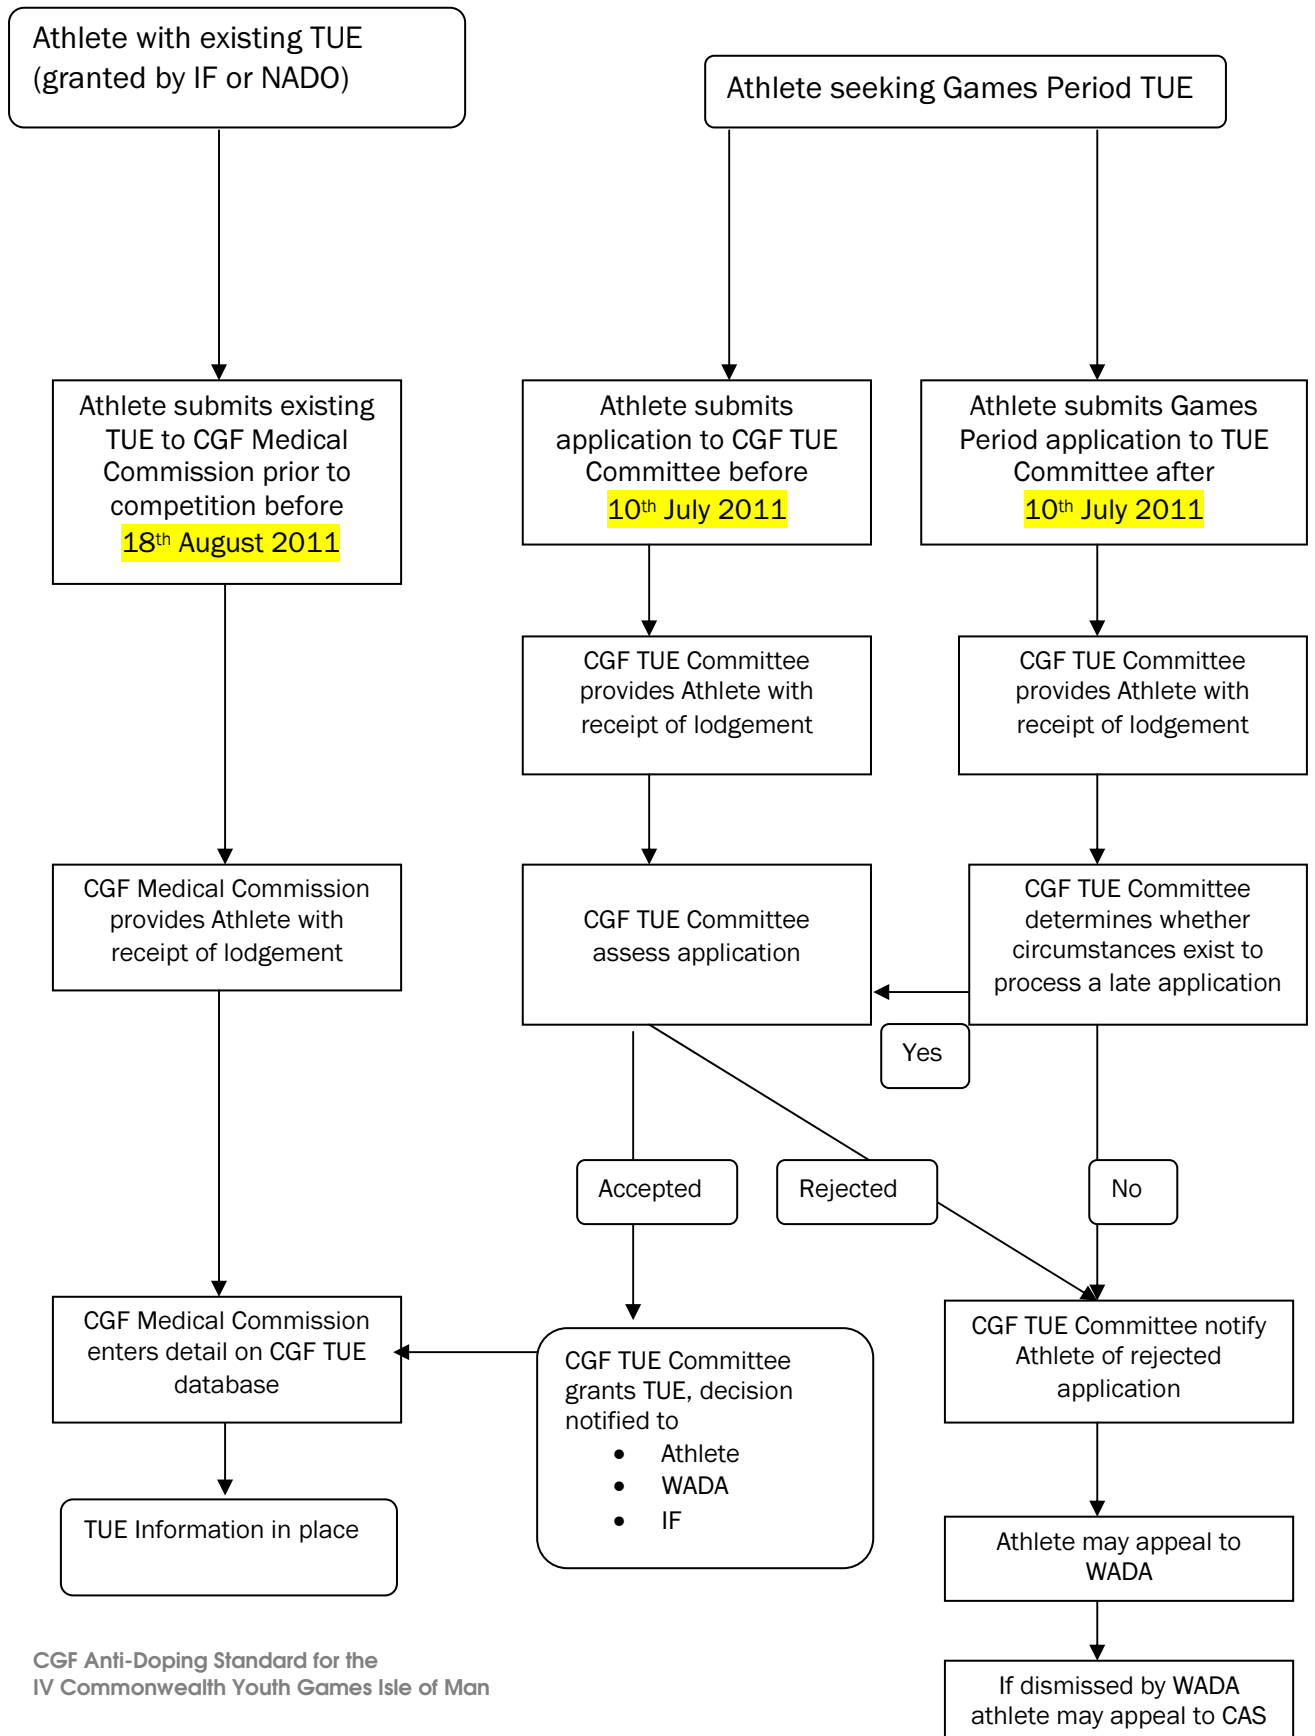 Athlete with existing TUE
(granted by IF or NADO)
Athlete seeking Games Period TUE
Athlete submits existing
TUE to CGF Medical
Commission prior to
competition before
18th August 2011
Athlete submits
application to CGF TUE
Committee before
10th July 2011
Athlete submits Games
Period application to TUE
Committee after
10th July 2011
CGF TUE Committee
provides Athlete with
receipt of lodgement
CGF TUE Committee
provides Athlete with
receipt of lodgement
CGF Medical Commission
provides Athlete with
receipt of lodgement
CGF TUE Committee
assess application
CGF TUE Committee
determines whether
circumstances exist to
process a late application
Yes
Accepted
Rejected
No
CGF Medical Commission
enters detail on CGF TUE
database
CGF TUE Committee
grants TUE, decision
notified to
• Athlete
• WADA
• IF
CGF TUE Committee notify
Athlete of rejected
application
TUE Information in place
Athlete may appeal to
WADA
If dismissed by WADA
athlete may appeal to CAS
CGF Anti-Doping Standard for the
IV Commonwealth Youth Games Isle of Man